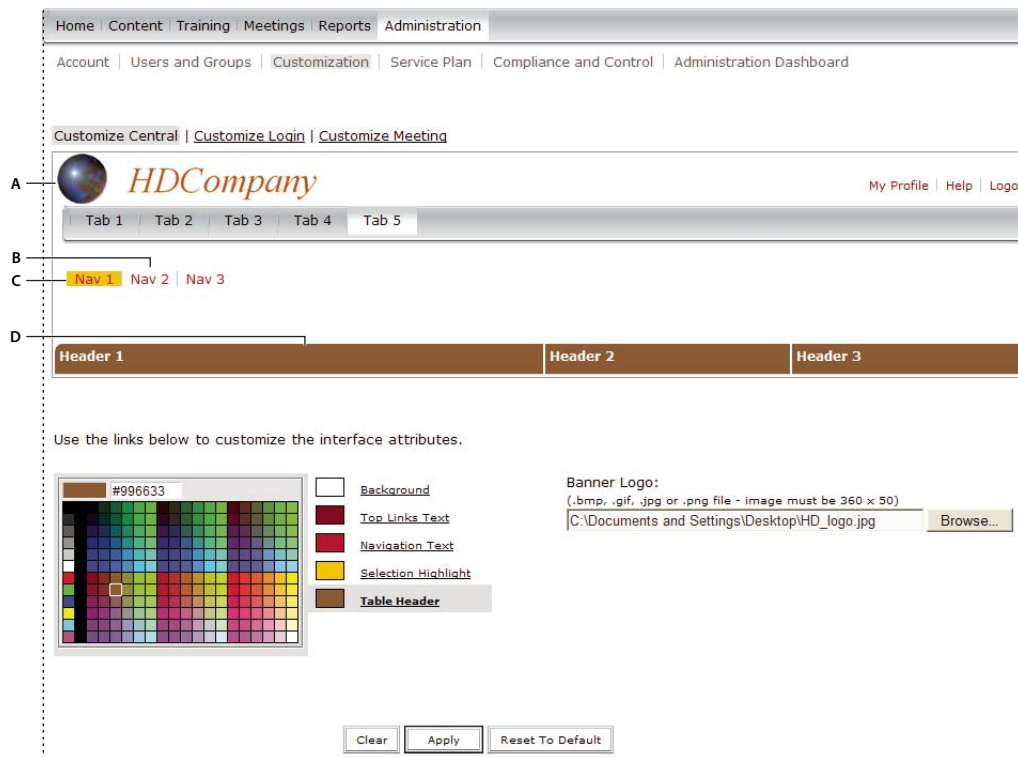 Home Content Training Meetings Reports Administration
Account Users and Groups Customization Service Plan Compliance and Control Administration Dashboard
Customize Central | Customize Login | Customize Meeting
A
HDCompany
My Profile Help Logo
Tab 1 Tab 2 Tab 3 Tab 4 Tab 5
B
C
Nav 1 Nav 2 Nav 3
D
Header 1 Header 2 Header 3
Use the links below to customize the interface attributes.
#996633
Background
Top Links Text
Navigation Text
Selection Highlight
Table Header
Banner Logo:
(.bmp, .gif, .jpg or .png file - image must be 360 x 50)
C:\Documents and Settings\Desktop\HD_logo.jpg Browse...
Clear Apply Reset To Default